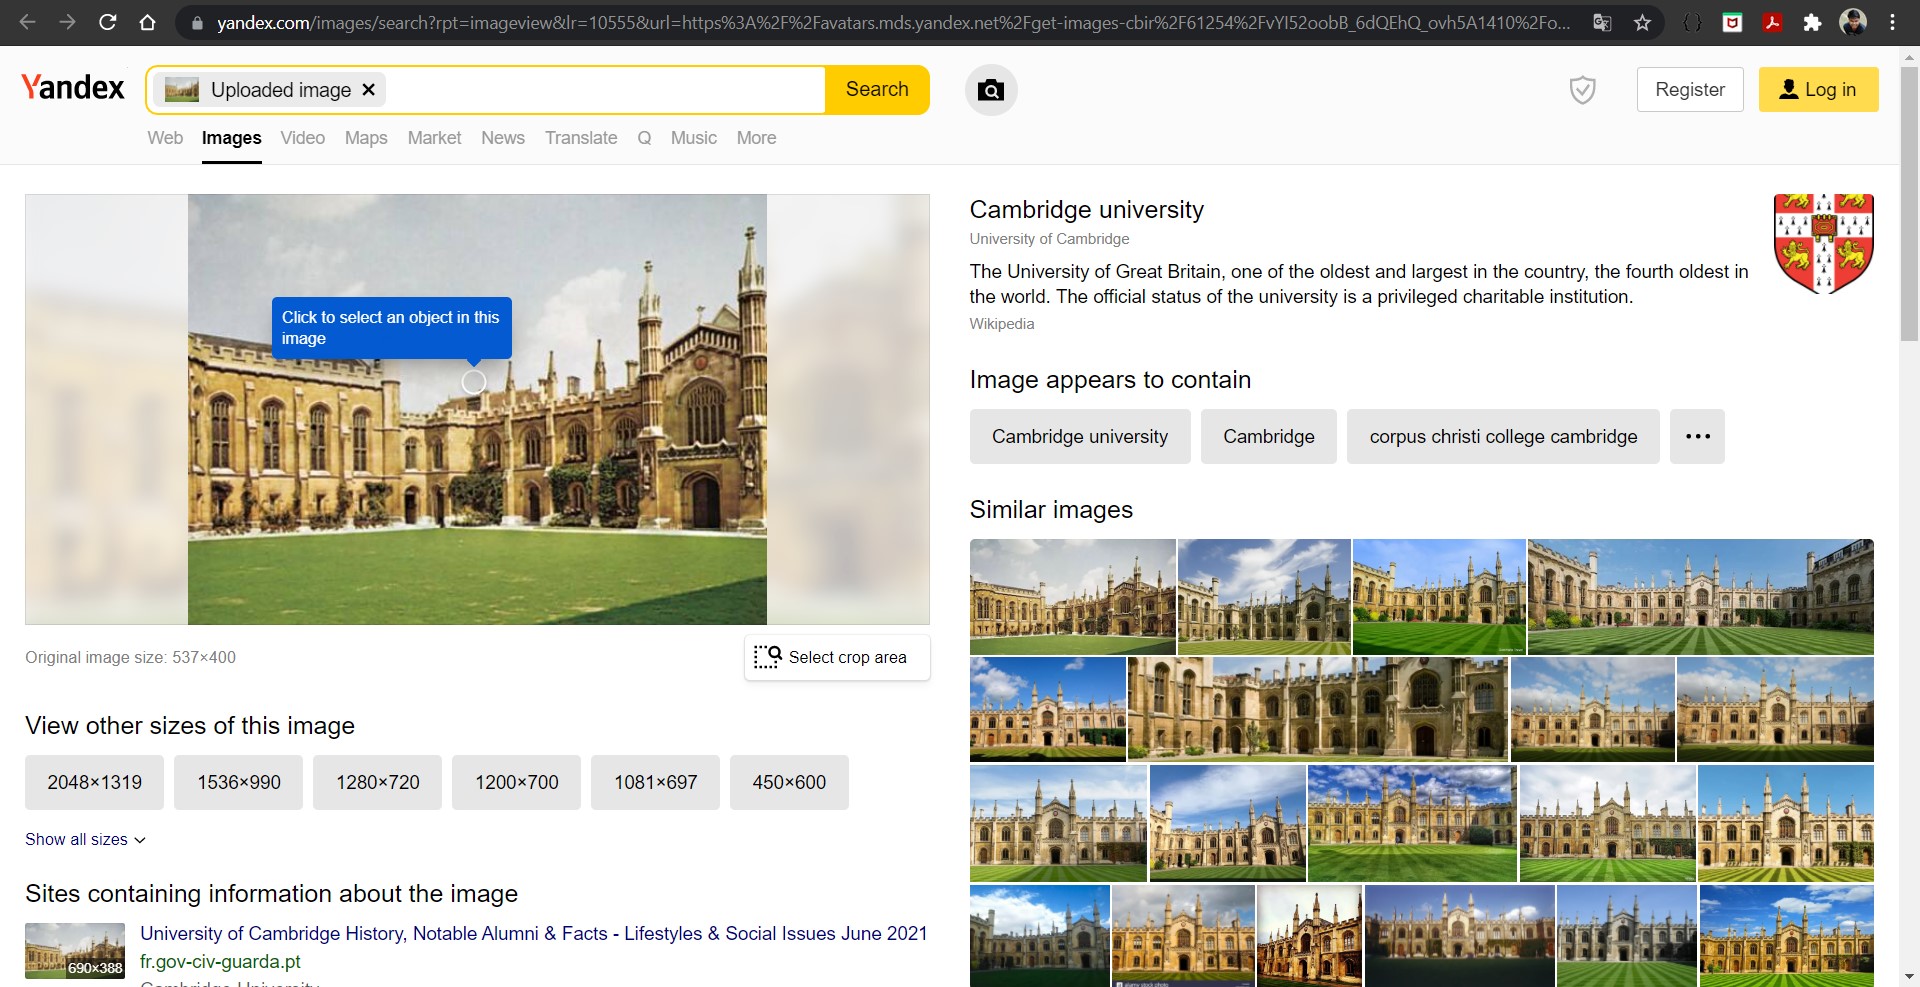 yandex.com/images/search?rpt=imageview&lr=10555&url=https%3A%2F%2Favatars.mds.yandex.net%2Fget-images-cbir%2F61254%2FvYI52oobB_6dQEhQ_ovh5A1410%2Fo...
Yandex
Uploaded image
Search
Register
Log in
Web Images Video Maps Market News Translate Q Music More
Click to select an object in this
image
Original image size: 537×400
Select crop area
View other sizes of this image
2048×1319 1536×990 1280×720 1200×700 1081×697 450×600
Show all sizes
Sites containing information about the image
690×388
University of Cambridge History, Notable Alumni & Facts - Lifestyles & Social Issues June 2021
fr.gov-civ-guarda.pt
Cambridge University
Cambridge university
University of Cambridge
The University of Great Britain, one of the oldest and largest in the country, the fourth oldest in
the world. The official status of the university is a privileged charitable institution.
Wikipedia
Image appears to contain
Cambridge university Cambridge corpus christi college cambridge
Similar images
alamy stock photo